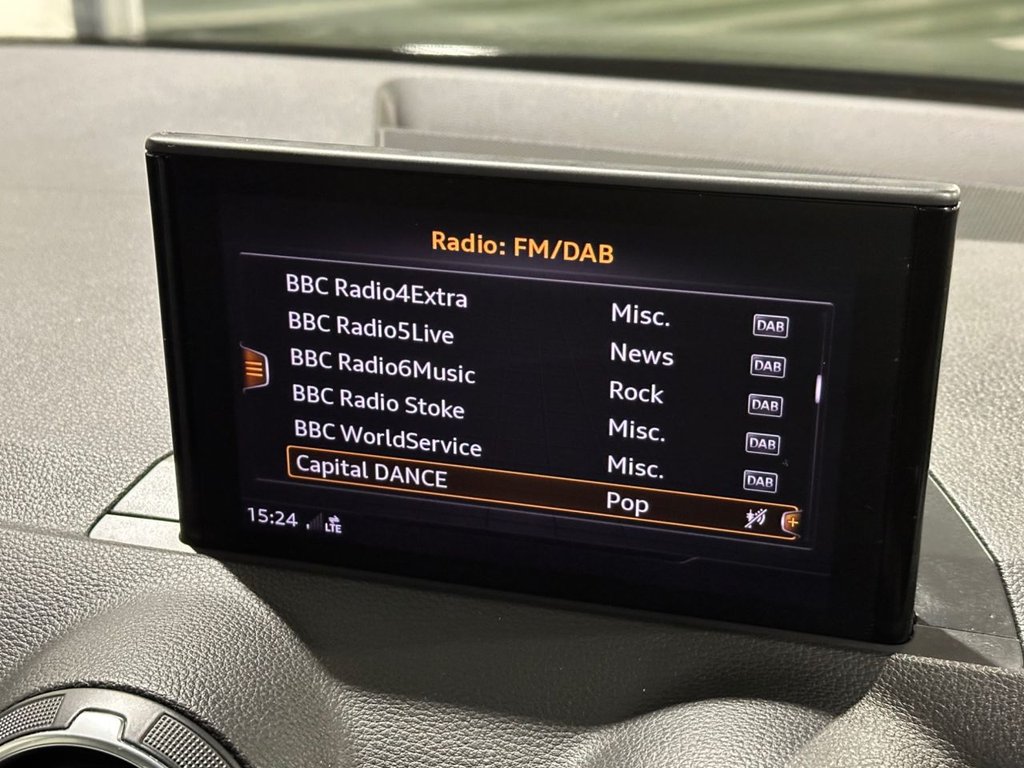 Radio: FM/DAB
BBC Radio4Extra Misc. DAB
BBC Radio5Live News DAB
BBC Radio6Music Rock DAB
BBC Radio Stoke Misc. DAB
BBC WorldService Misc. DAB
Capital DANCE Pop
15:24 LTE